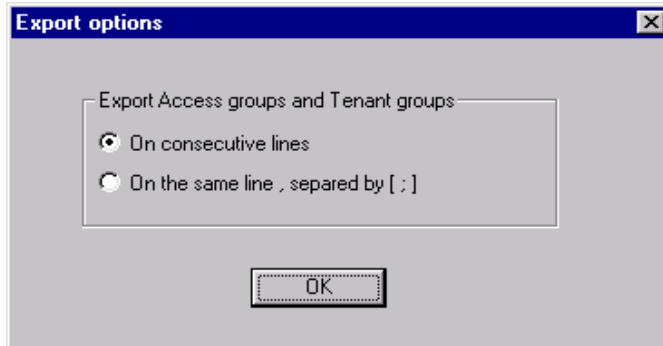 Export options
Export Access groups and Tenant groups
On consecutive lines
On the same line , separed by [ ; ]
OK